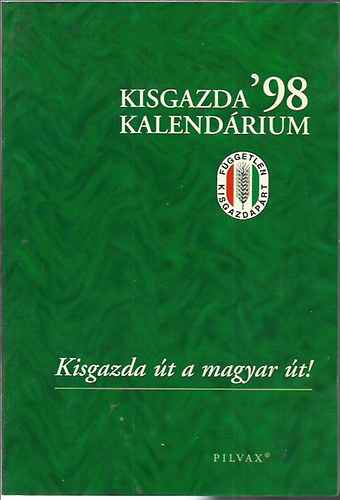 KISGAZDA '98
KALENDÁRIUM
FÜGGETLEN
KISGAZDAPÁRT
Kisgazda út a magyar út!
PILVAX®